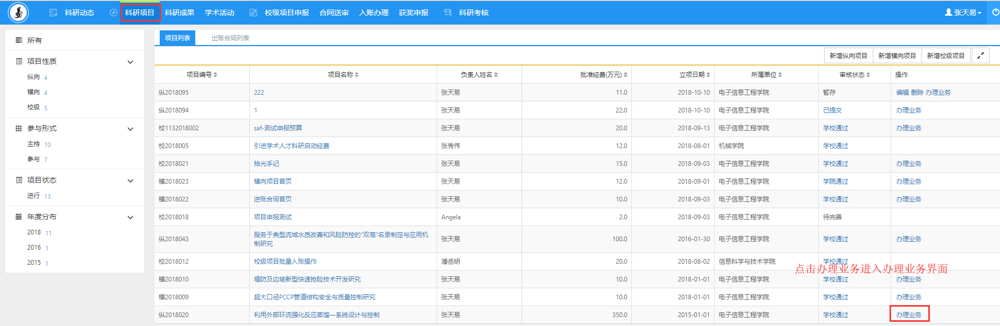 科研动态 科研项目 科研成果 学术活动 校级项目申报 合同送审 入账办理 获奖申报 科研考核 张天易
所有
项目性质
纵向 4
横向 4
校级 5
参与形式
主持 10
参与 7
项目状态
进行 13
年度分布
2018 11
2016 1
2015 1
项目列表 出账合同列表
新增纵向项目 新增横向项目 新增校级项目
项目编号 项目名称 负责人姓名 批准经费(万元) 立项日期 所属单位 审核状态 操作
纵2018095 222 张天易 11.0 2018-10-10 电子信息工程学院 暂存 编辑 删除 办理业务
纵2018094 1 张天易 22.0 2018-10-10 电子信息工程学院 已提交 办理业务
校1132018002 saf-测试申报预算 张天易 20.0 2018-09-13 电子信息工程学院 学校通过 办理业务
校2018005 引进学术人才科研启动经费 张秀伟 12.0 2018-08-01 机械学院 学校通过
校2018021 拾光手记 张天易 15.0 2018-09-03 电子信息工程学院 学校通过 办理业务
横2018023 横向项目首页 张天易 12.0 2018-09-01 电子信息工程学院 学院通过 办理业务
横2018022 进账合同首页 张天易 10.0 2018-09-03 电子信息工程学院 学校通过 办理业务
校2018018 项目申报测试 Angela 2.0 2018-09-03 电子信息工程学院 待完善
纵2018043 服务于典型流域水质改善和风险防控的"双高"名录制定与应用机
制研究 张天易 100.0 2016-01-30 电子信息工程学院 学校通过 办理业务
校2018012 校级项目批量入账操作 潘岳明 20.0 2018-08-02 信息科学与技术学院 学校通过
点击办理业务进入办理业务界面
横2018010 堤防及边坡新型快速抢险技术开发研究 张天易 10.0 2018-01-01 电子信息工程学院 学校通过 办理业务
横2018009 超大口径PCCP管道结构安全与质量控制研究 张天易 10.0 2018-01-01 电子信息工程学院 学校通过 办理业务
纵2018020 利用外部环流强化反应蒸馏—系统设计与控制 张天易 350.0 2015-01-01 电子信息工程学院 学校通过 办理业务